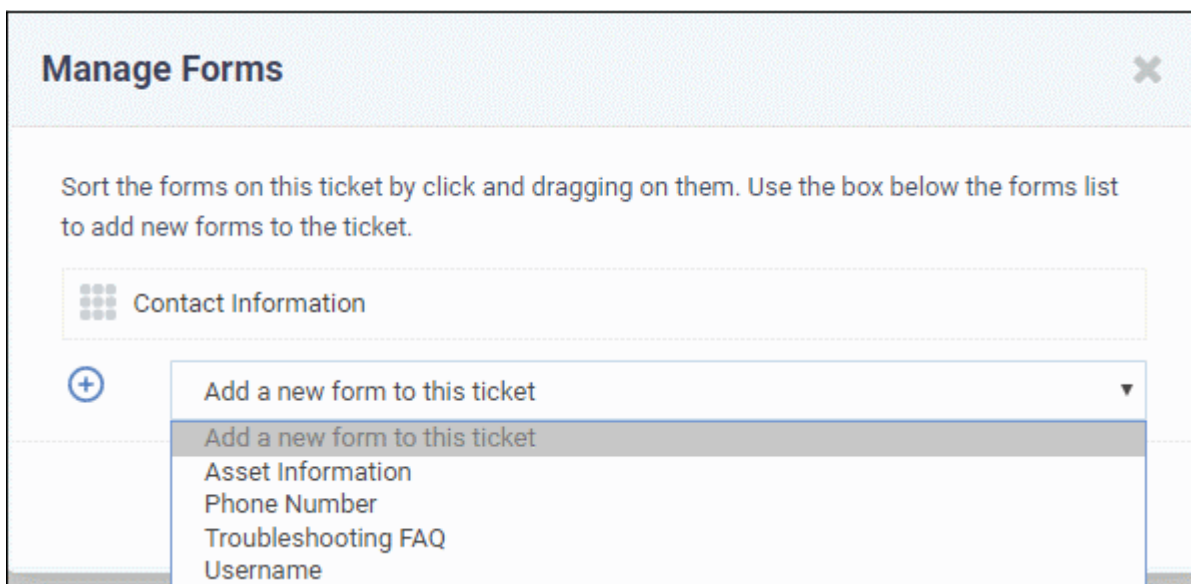 Manage Forms
Sort the forms on this ticket by click and dragging on them. Use the box below the forms list
to add new forms to the ticket.
Contact Information
Add a new form to this ticket
Add a new form to this ticket
Asset Information
Phone Number
Troubleshooting FAQ
Username